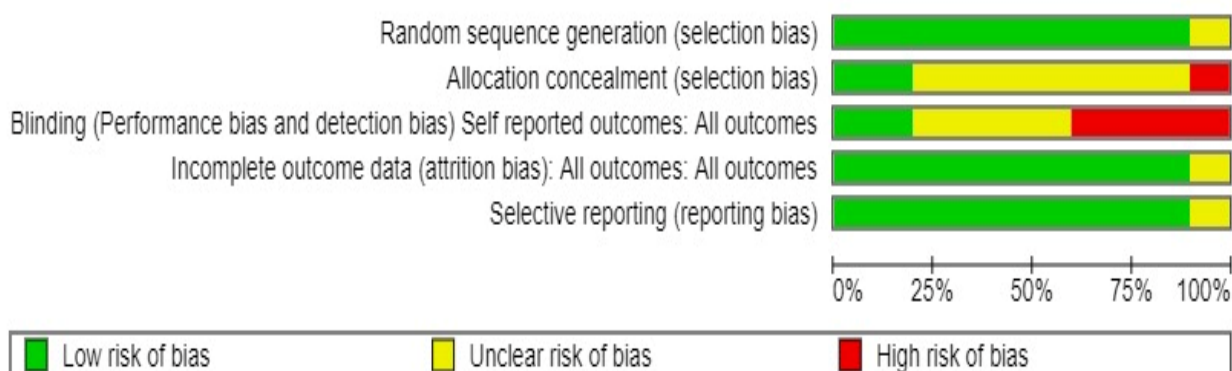 Random sequence generation (selection bias)
Allocation concealment (selection bias)
Blinding (Performance bias and detection bias) Self reported outcomes: All outcomes
Incomplete outcome data (attrition bias): All outcomes: All outcomes
Selective reporting (reporting bias)
0% 25% 50% 75% 100%
Low risk of bias Unclear risk of bias High risk of bias